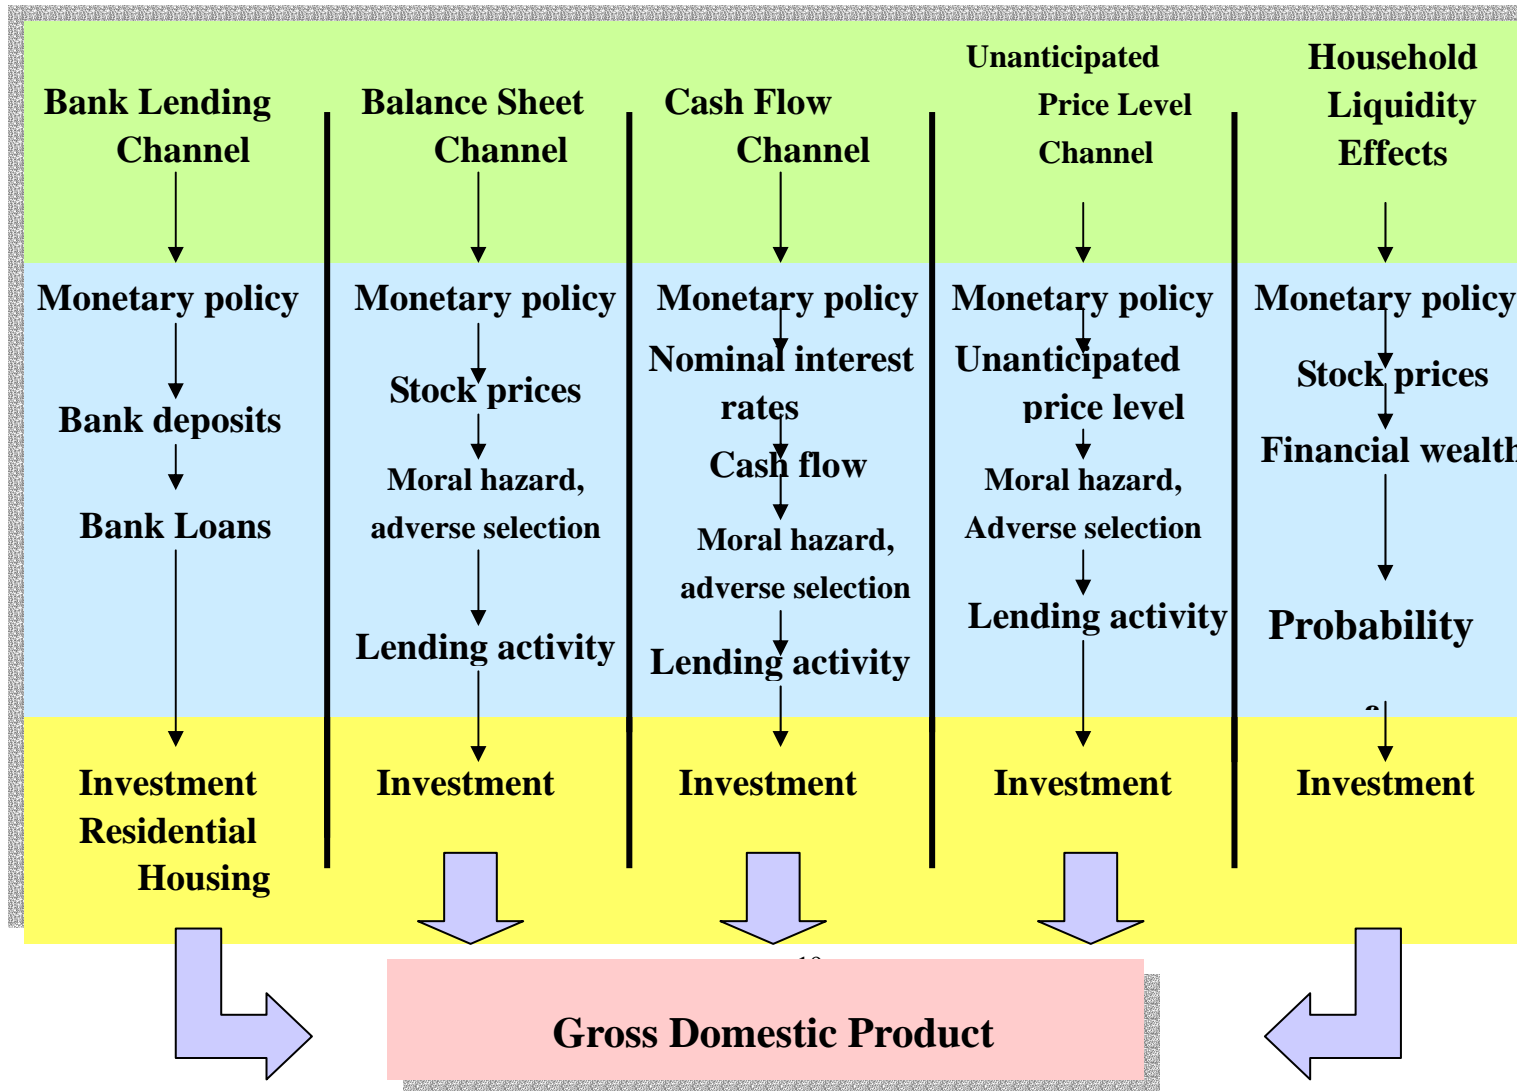 Bank Lending
Channel
Monetary policy
Bank deposits
Bank Loans
Investment
Residential
Housing
Balance Sheet
Channel
Monetary policy
Stock prices
Moral hazard,
adverse selection
Lending activity
Investment
Cash Flow
Channel
Monetary policy
Nominal interest
rates
Cash flow
Moral hazard,
adverse selection
Lending activity
Investment
Unanticipated
Price Level
Channel
Monetary policy
Unanticipated
price level
Moral hazard,
Adverse selection
Lending activity
Investment
Household
Liquidity
Effects
Monetary policy
Stock prices
Financial wealth
Probability
Investment
Gross Domestic Product